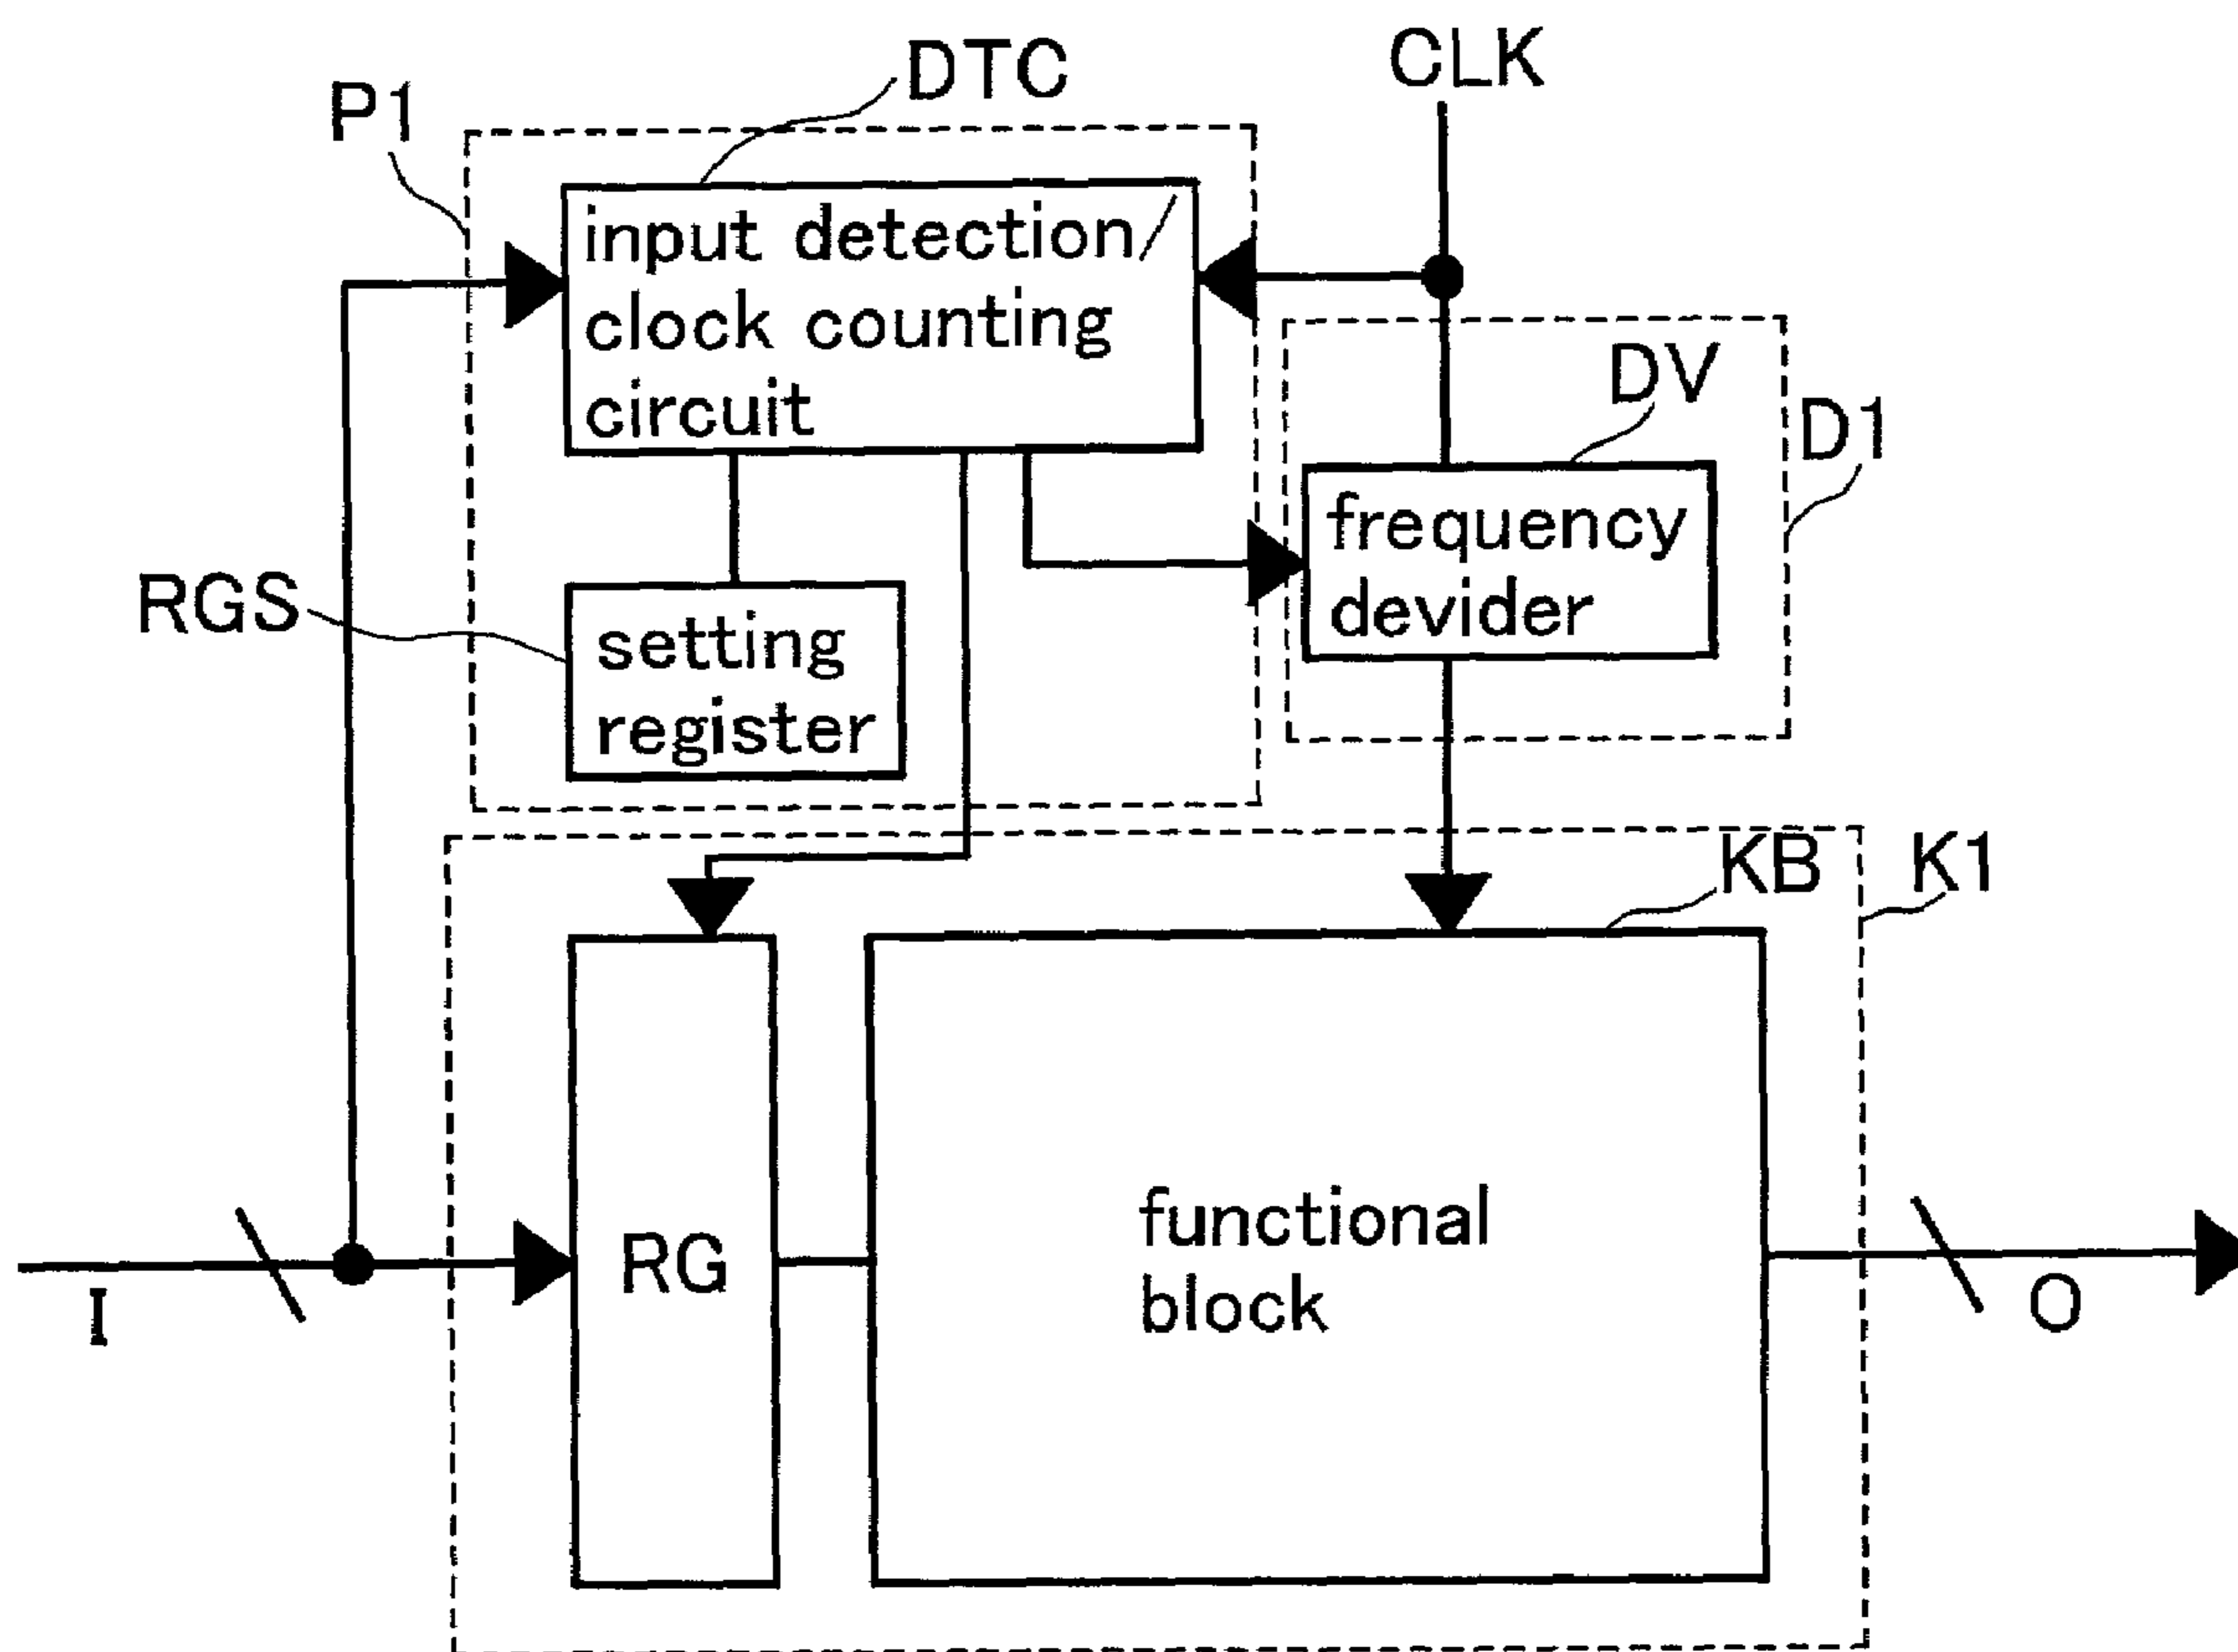 DTC
CLK
P1
input detection/
clock counting
circuit
DV
D1
frequency
devider
RGS
setting
register
KB
K1
RG
functional
block
I
O